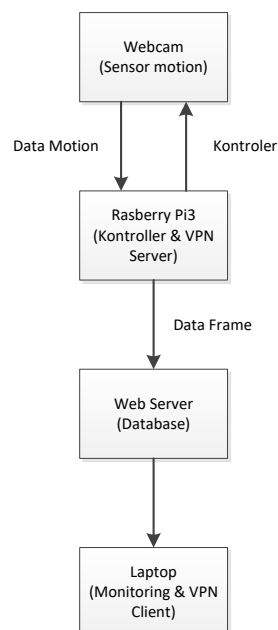 Webcam
(Sensor motion)
Data Motion
Kontroler
Rasberry Pi3
(Kontroller & VPN
Server)
Data Frame
Web Server
(Database)
Laptop
(Monitoring & VPN
Client)